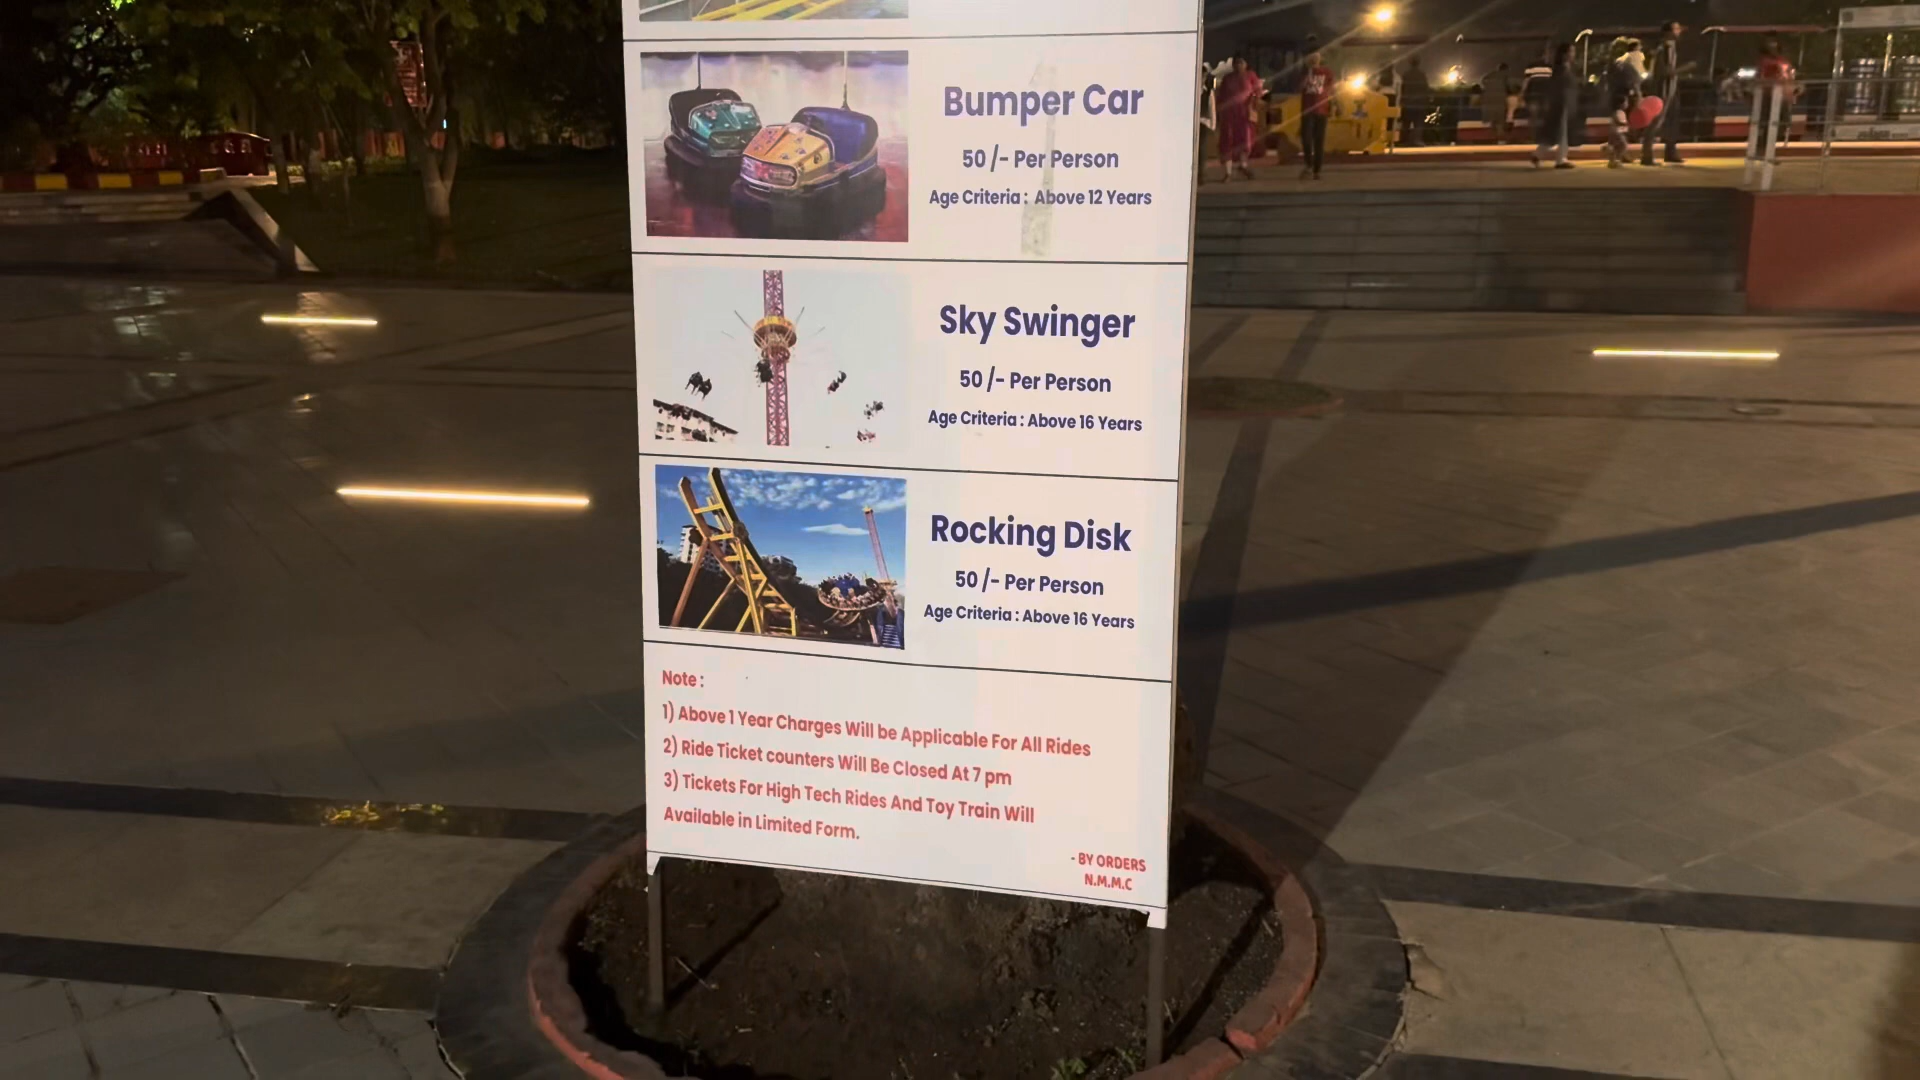 Bumper Car
50 /- Per Person
Age Criteria : Above 12 Years
Sky Swinger
50 /- Per Person
Age Criteria : Above 16 Years
Rocking Disk
50 /- Per Person
Age Criteria : Above 16 Years
Note :
1) Above 1 Year Charges Will be Applicable For All Rides
2) Ride Ticket counters Will Be Closed At 7 pm
3) Tickets For High Tech Rides And Toy Train Will
Available in Limited Form.
- BY ORDERS
N.M.M.C